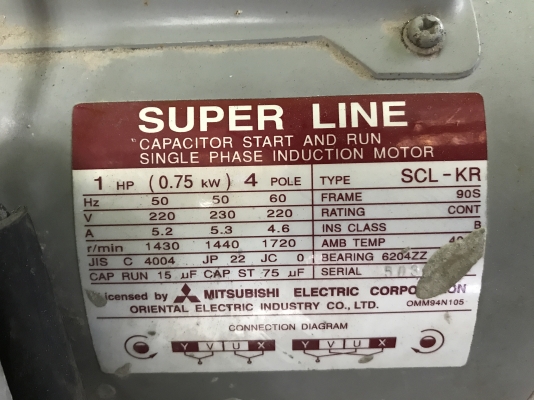 SUPER LINE
CAPACITOR START AND RUN
SINGLE PHASE INDUCTION MOTOR
1 HP (0.75 kW) 4 POLE TYPE SCL-KR
Hz 50 50 60 FRAME 90S
V 220 230 220 RATING CONT
A 5.2 5.3 4.6 INS CLASS B
r/min 1430 1440 1720 AMB TEMP
JIS C 4004 JP 22 JC 0 BEARING 6204ZZ
CAP RUN 15 µF CAP ST 75 µF SERIAL
Licensed by MITSUBISHI ELECTRIC CORPORATION
ORIENTAL ELECTRIC INDUSTRY CO., LTD. OMM94N105
CONNECTION DIAGRAM
Y V U X Y V U X